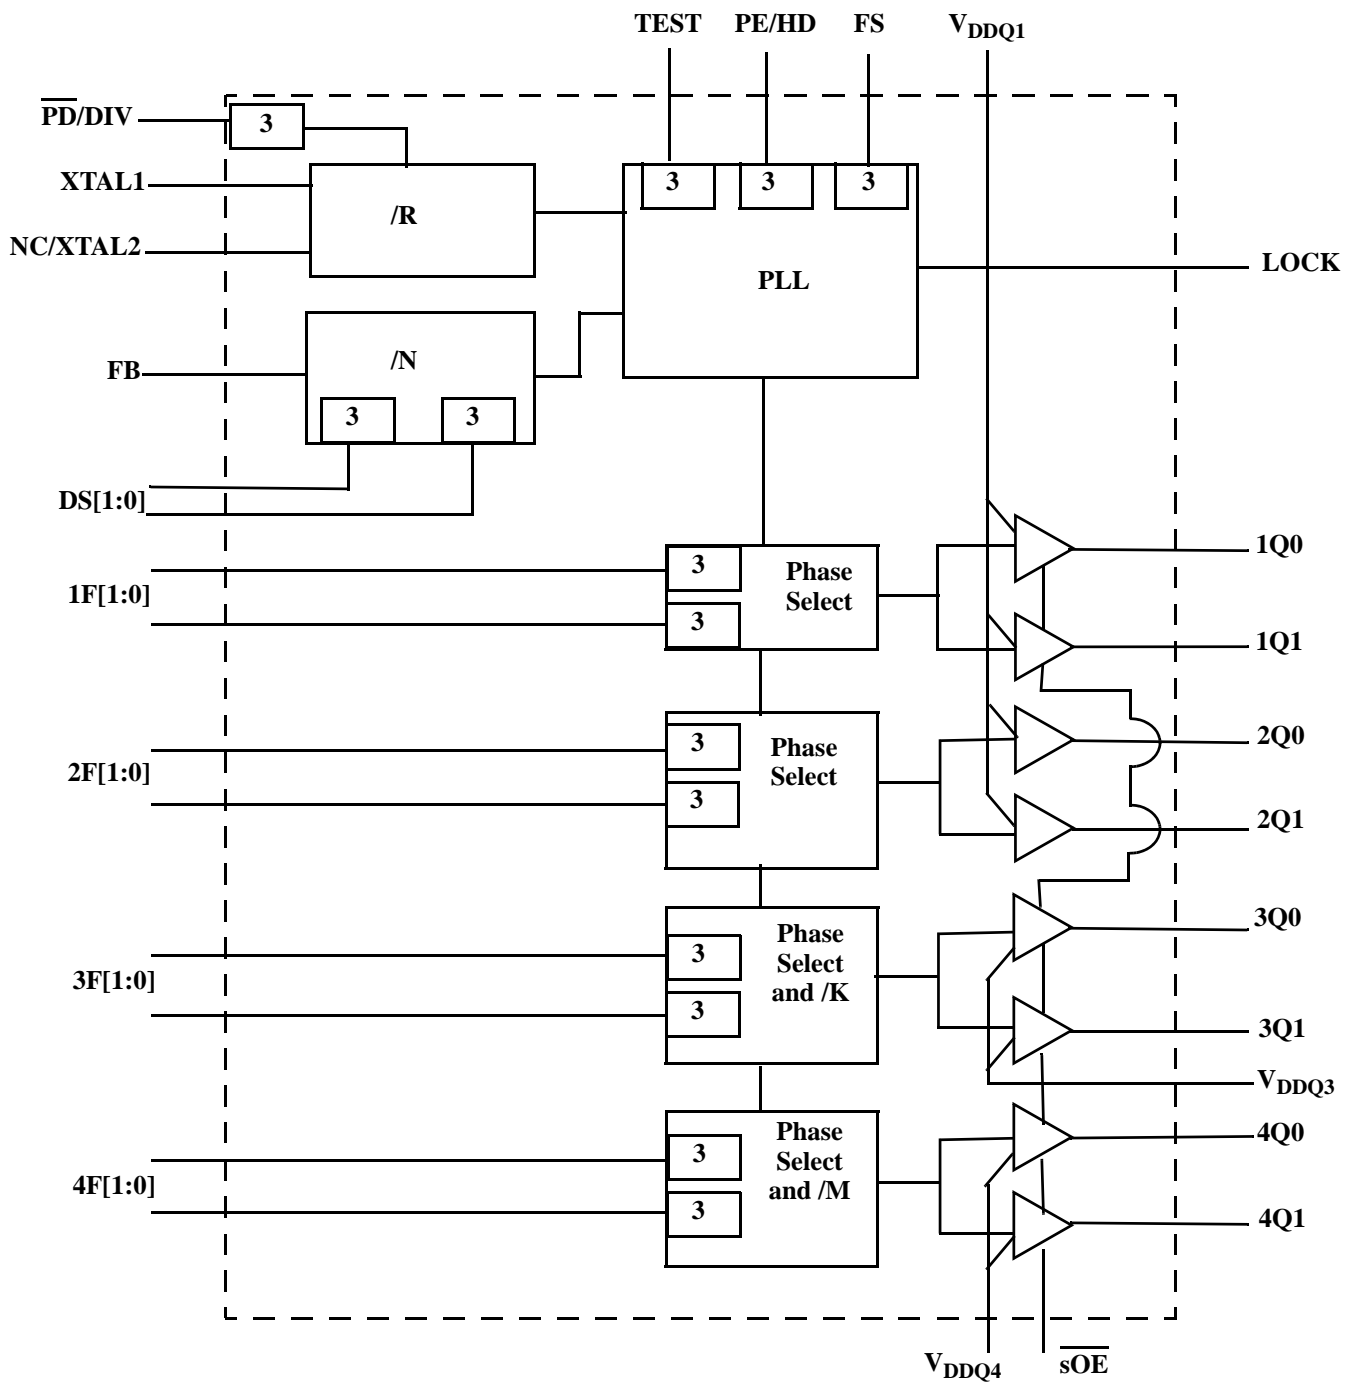 TEST PE/HD FS VDDQ1
PD/DIV
3
XTAL1
/R
3 3 3
NC/XTAL2
LOCK
PLL
FB
/N
3 3
DS[1:0]
1F[1:0]
3
3
Phase
Select
1Q0
1Q1
2F[1:0]
3
3
Phase
Select
2Q0
2Q1
3F[1:0]
3
3
Phase
Select
and /K
3Q0
3Q1
VDDQ3
4F[1:0]
3
3
Phase
Select
and /M
4Q0
4Q1
VDDQ4 sOE